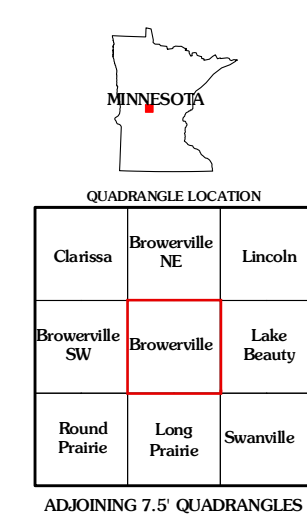 MINNESOTA
QUADRANGLE LOCATION
Clarissa
Browerville
NE
Lincoln
Browerville
SW
Browerville
Lake
Beauty
Round
Prairie
Long
Prairie
Swanville
ADJOINING 7.5' QUADRANGLES